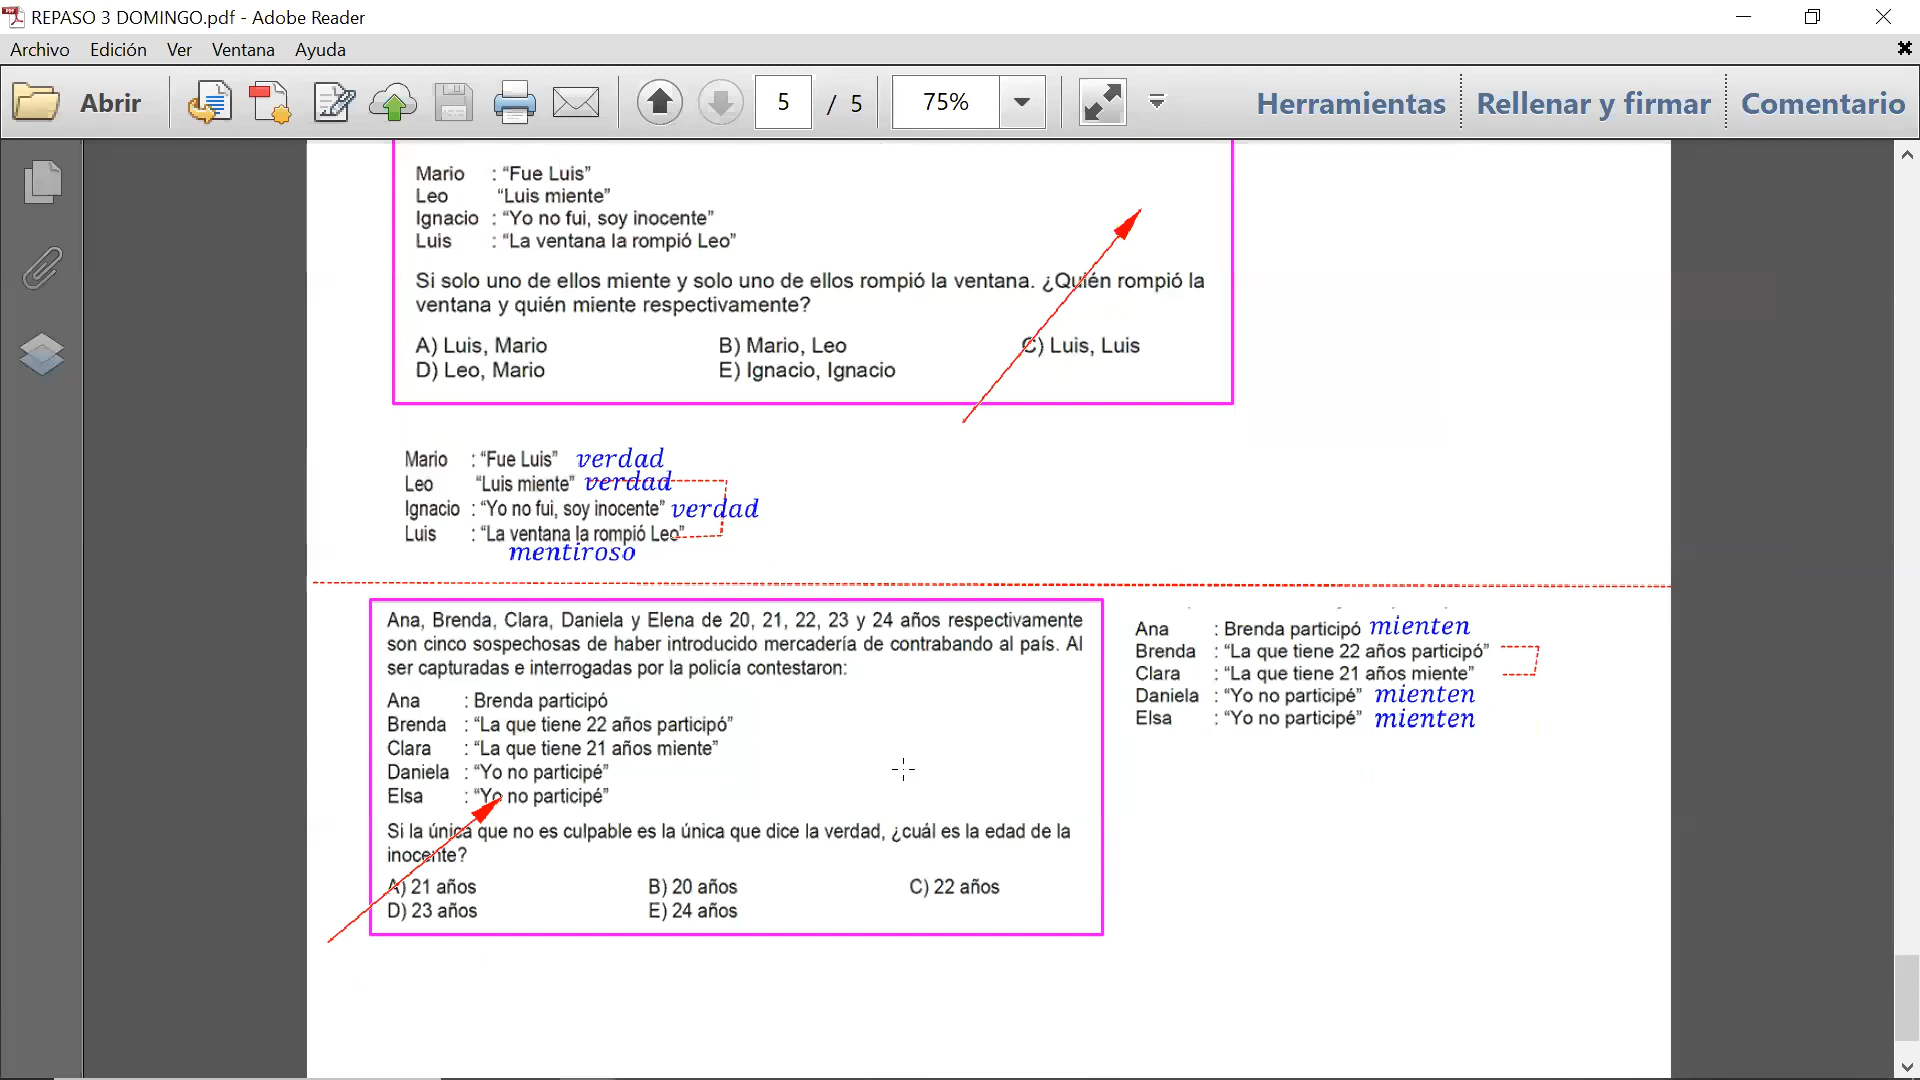 REPASO 3 DOMINGO.pdf - Adobe Reader
Archivo Edición Ver Ventana Ayuda
Abrir 5 / 5 75% Herramientas Rellenar y firmar Comentario
Mario : “Fue Luis”
Leo “Luis miente”
Ignacio : “Yo no fui, soy inocente”
Luis : “La ventana la rompió Leo”
Si solo uno de ellos miente y solo uno de ellos rompió la ventana. ¿Quién rompió la
ventana y quién miente respectivamente?
A) Luis, Mario B) Mario, Leo C) Luis, Luis
D) Leo, Mario E) Ignacio, Ignacio
Mario : “Fue Luis” verdad
Leo “Luis miente” verdad
Ignacio : “Yo no fui, soy inocente” verdad
Luis : “La ventana la rompió Leo”
mentiroso
Ana, Brenda, Clara, Daniela y Elena de 20, 21, 22, 23 y 24 años respectivamente
son cinco sospechosas de haber introducido mercadería de contrabando al país. Al
ser capturadas e interrogadas por la policía contestaron:
Ana : Brenda participó
Brenda : “La que tiene 22 años participó”
Clara : “La que tiene 21 años miente”
Daniela : “Yo no participé”
Elsa : “Yo no participé”
Si la única que no es culpable es la única que dice la verdad, ¿cuál es la edad de la
inocente?
A) 21 años B) 20 años C) 22 años
D) 23 años E) 24 años
Ana : Brenda participó mienten
Brenda : “La que tiene 22 años participó”
Clara : “La que tiene 21 años miente”
Daniela : “Yo no participé” mienten
Elsa : “Yo no participé” mienten